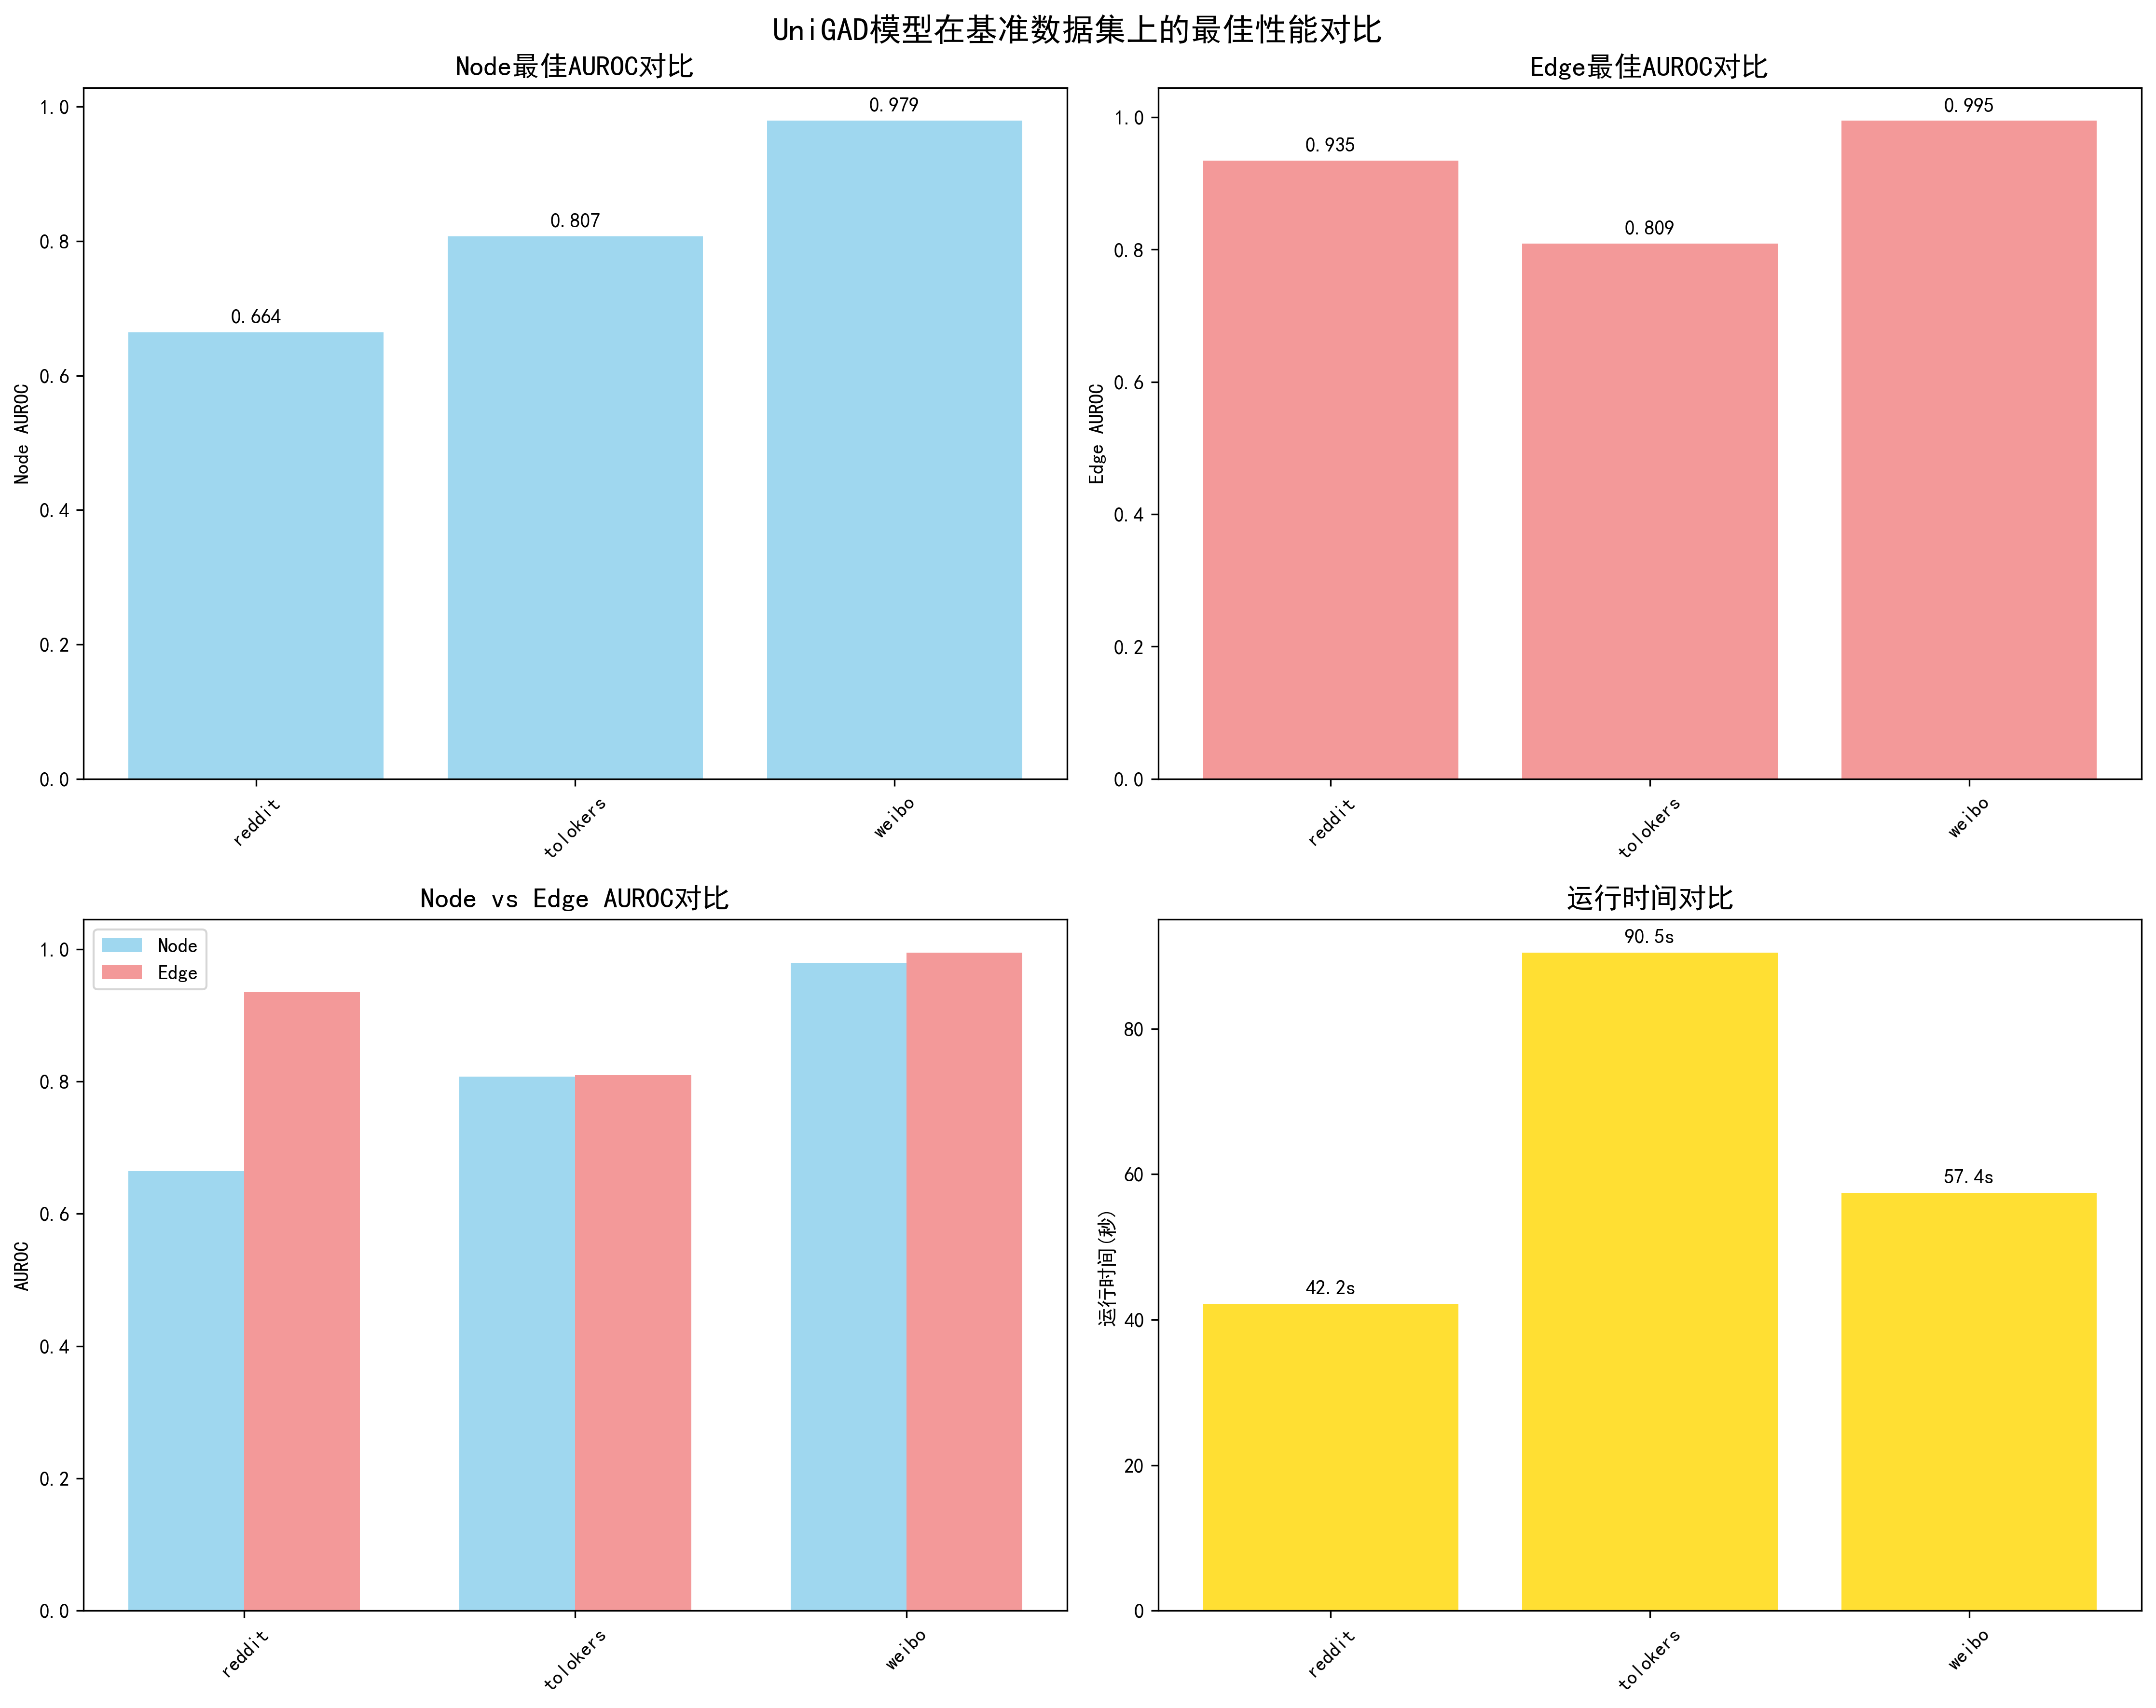 UniGAD模型在基准数据集上的最佳性能对比
Node最佳AUROC对比
1.0
0.8
0.6
0.4
0.2
0.0
Node AUROC
0.664
0.807
0.979
reddit
tolokers
weibo
Edge最佳AUROC对比
1.0
0.8
0.6
0.4
0.2
0.0
Edge AUROC
0.935
0.809
0.995
reddit
tolokers
weibo
Node vs Edge AUROC对比
Node
Edge
1.0
0.8
0.6
0.4
0.2
0.0
AUROC
reddit
tolokers
weibo
运行时间对比
80
60
40
20
0
运行时间(秒)
42.2s
90.5s
57.4s
reddit
tolokers
weibo